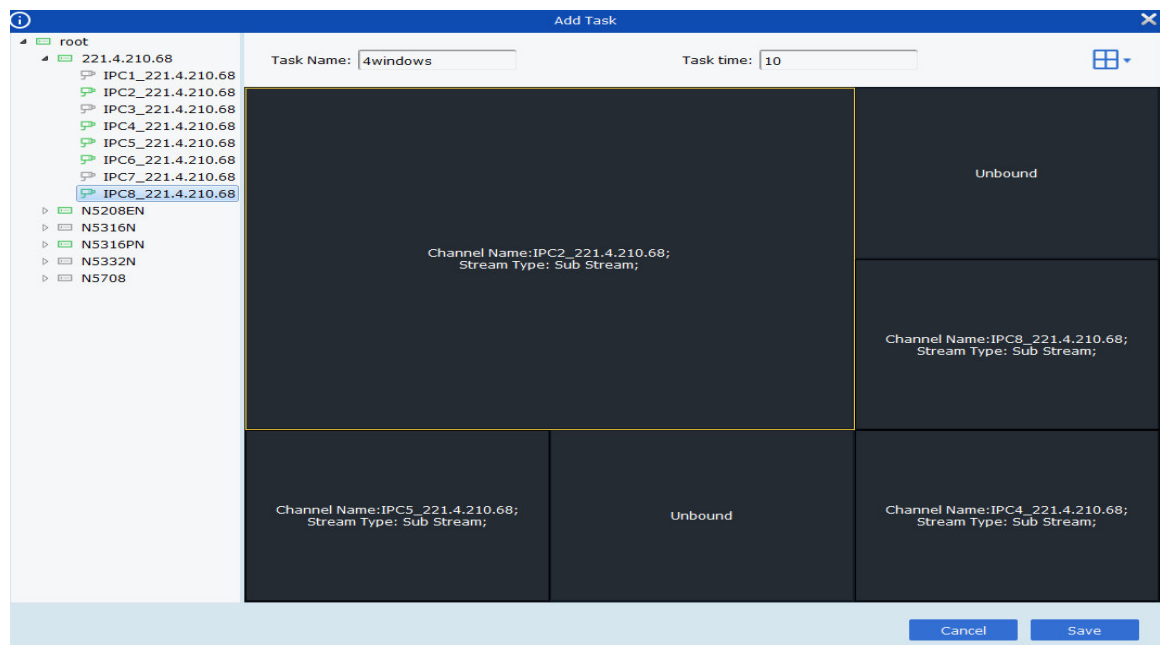 Add Task
root
221.4.210.68
IPC1_221.4.210.68
IPC2_221.4.210.68
IPC3_221.4.210.68
IPC4_221.4.210.68
IPC5_221.4.210.68
IPC6_221.4.210.68
IPC7_221.4.210.68
IPC8_221.4.210.68
N5208EN
N5316N
N5316PN
N5332N
N5708
Task Name: 4windows
Task time: 10
Channel Name:IPC2_221.4.210.68;
Stream Type: Sub Stream;
Unbound
Channel Name:IPC8_221.4.210.68;
Stream Type: Sub Stream;
Channel Name:IPC5_221.4.210.68;
Stream Type: Sub Stream;
Unbound
Channel Name:IPC4_221.4.210.68;
Stream Type: Sub Stream;
Cancel
Save